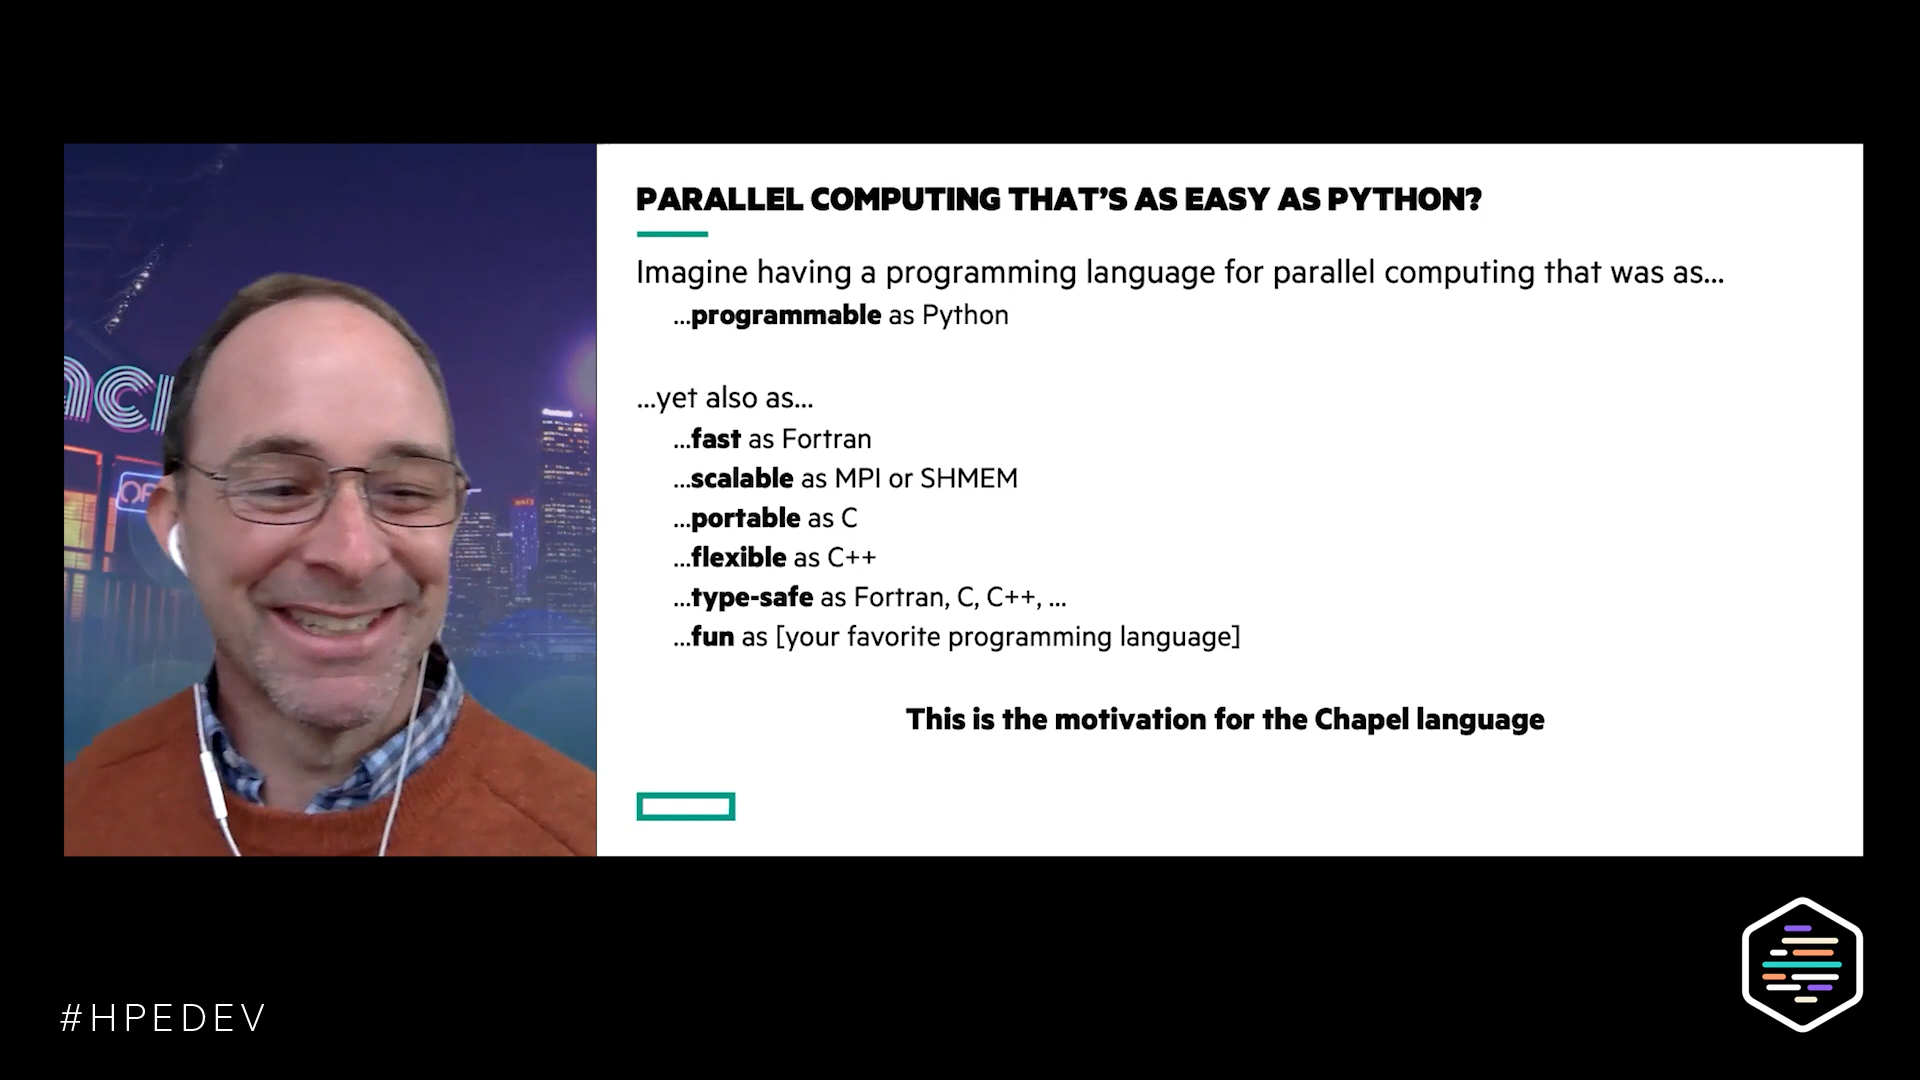 PARALLEL COMPUTING THAT'S AS EASY AS PYTHON?
Imagine having a programming language for parallel computing that was as...
...programmable as Python
...yet also as...
...fast as Fortran
...scalable as MPI or SHMEM
...portable as C
...flexible as C++
...type-safe as Fortran, C, C++, ...
...fun as [your favorite programming language]
This is the motivation for the Chapel language
#HPEDEV